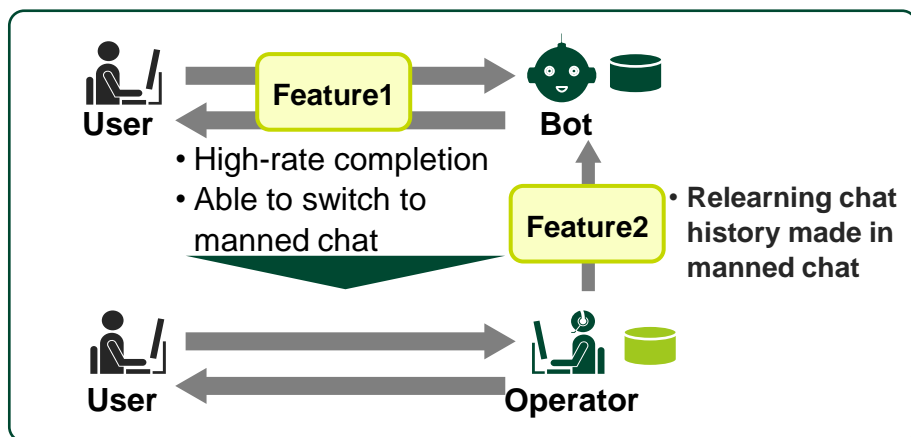 Feature1
User
Bot
• High-rate completion
• Able to switch to
manned chat
Feature2
• Relearning chat
history made in
manned chat
User
Operator